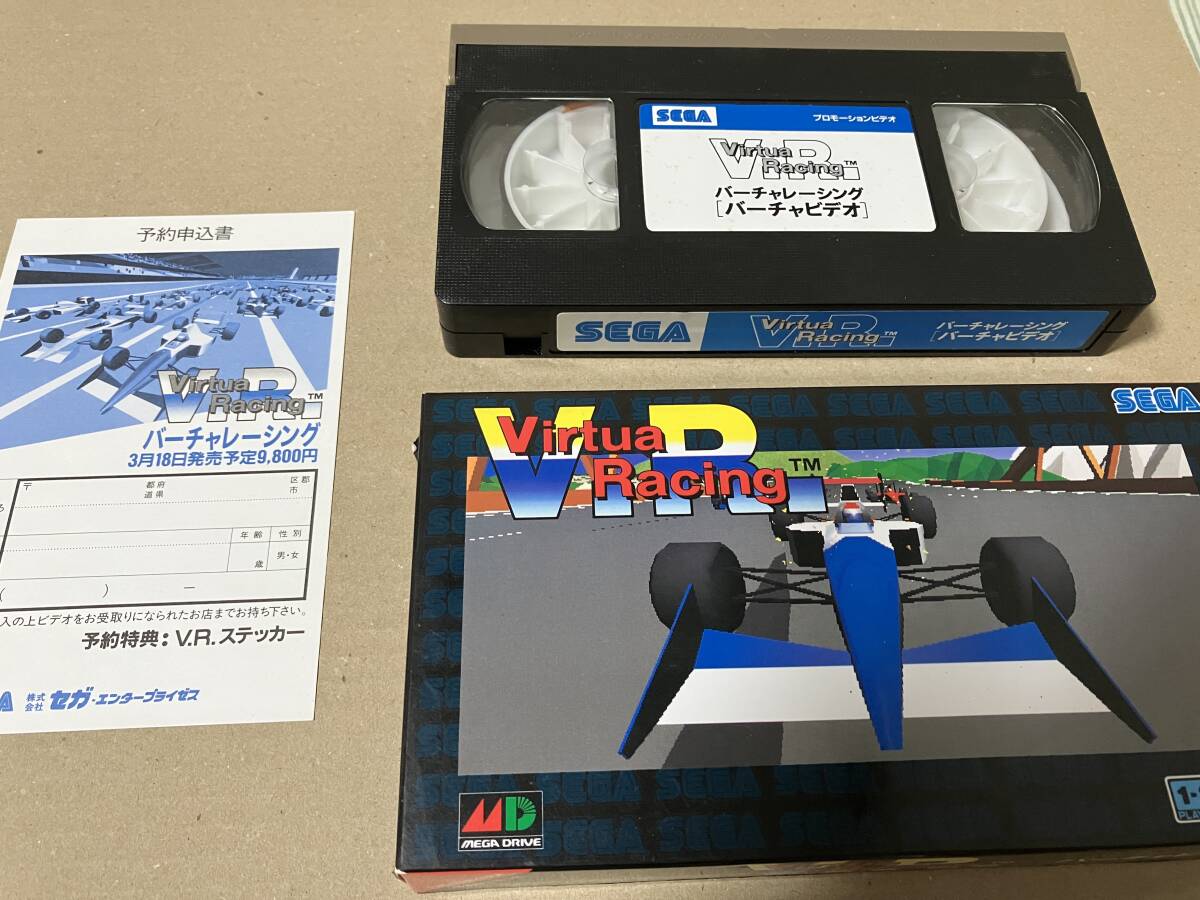 予約申込書
V.R.™
Virtua
Racing
バーチャレーシング
3月18日発売予定9,800円
〒
都府
道県
区郡
市
年齢
性別
歳
男・女
( ) ー
入の上ビデオをお受取りになられたお店までお持ち下さい。
予約特典：V.R.ステッカー
株式
会社
セガ・エンタープライゼス
SEGA
プロモーションビデオ
V.R.™
Virtua
Racing
バーチャレーシング
[バーチャビデオ]
SEGA
V.R.™
Virtua
Racing
バーチャレーシング
[バーチャビデオ]
SEGA
V.R.™
Virtua
Racing
MEGA DRIVE